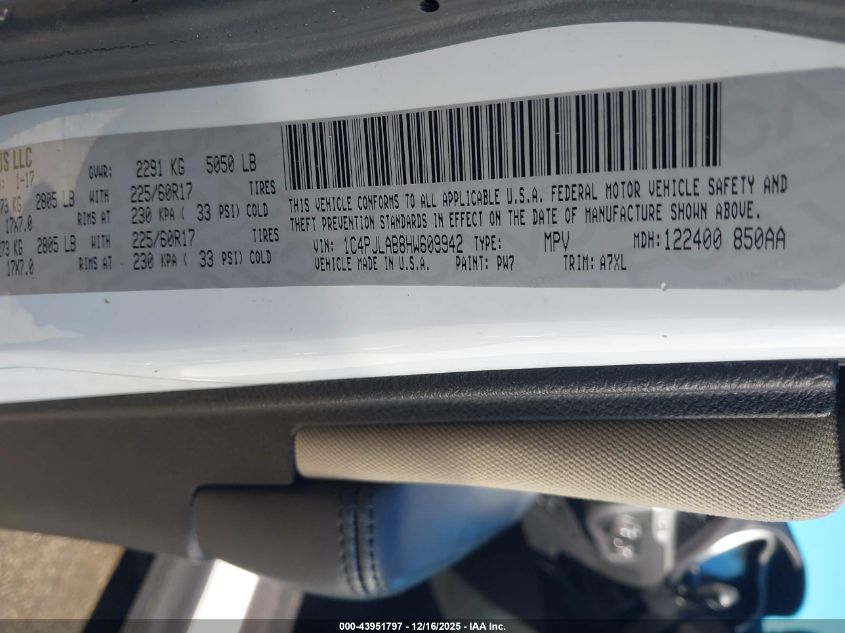 US LLC
1-17
GVWR: 2291 KG 5050 LB
73 KG 2805 LB WITH 225/60R17 TIRES
17X7.0 RIMS AT 230 KPA ( 33 PSI) COLD
273 KG 2805 LB WITH 225/60R17 TIRES
17X7.0 RIMS AT 230 KPA ( 33 PSI) COLD
THIS VEHICLE CONFORMS TO ALL APPLICABLE U.S.A. FEDERAL MOTOR VEHICLE SAFETY AND
THEFT PREVENTION STANDARDS IN EFFECT ON THE DATE OF MANUFACTURE SHOWN ABOVE.
VIN: 1C4PJLAB8HW609942 TYPE: MPV MDH: 122400 850AA
VEHICLE MADE IN U.S.A. PAINT: PW7 TRIM: A7XL
000-43951797 - 12/16/2025 - IAA Inc.